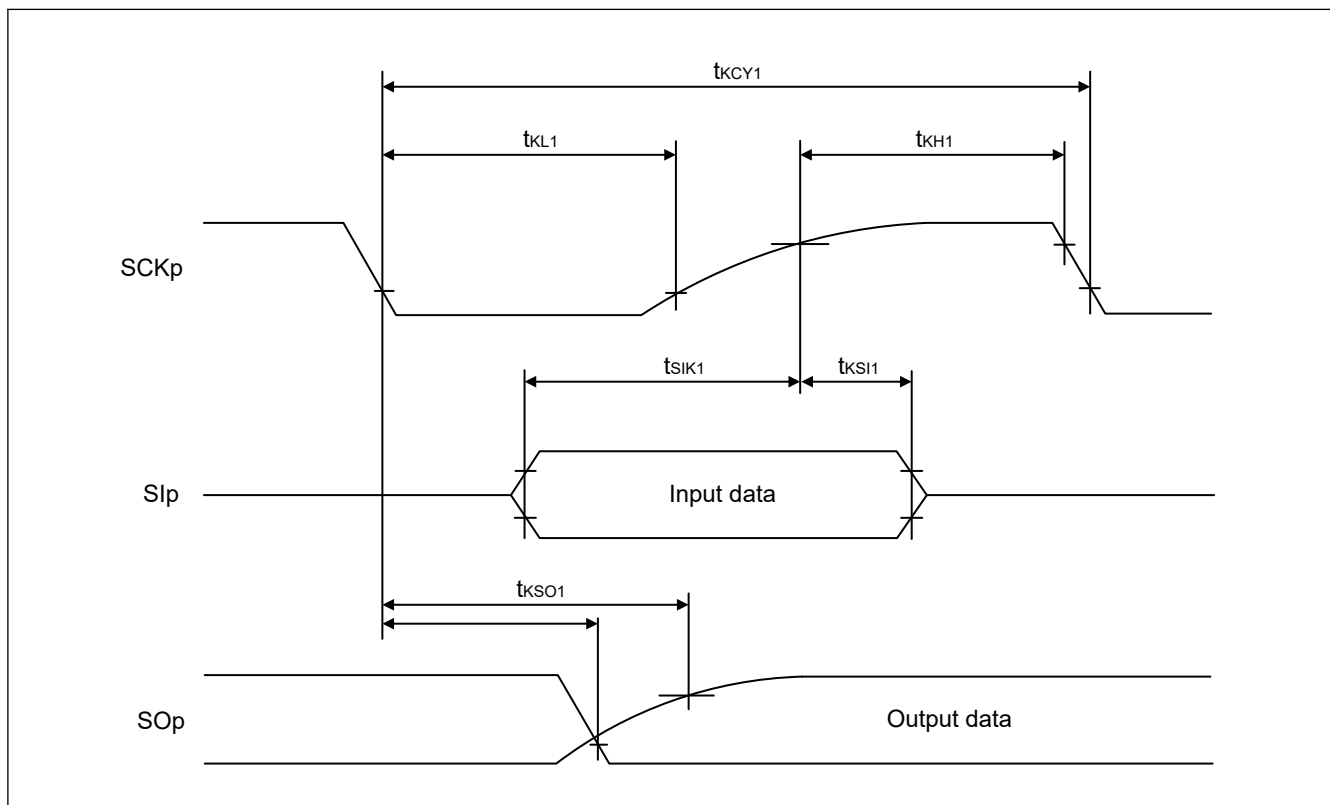 tKCY1
tKL1
tKH1
SCKp
tSIK1
tKSI1
SIp
Input data
tKSO1
SOp
Output data